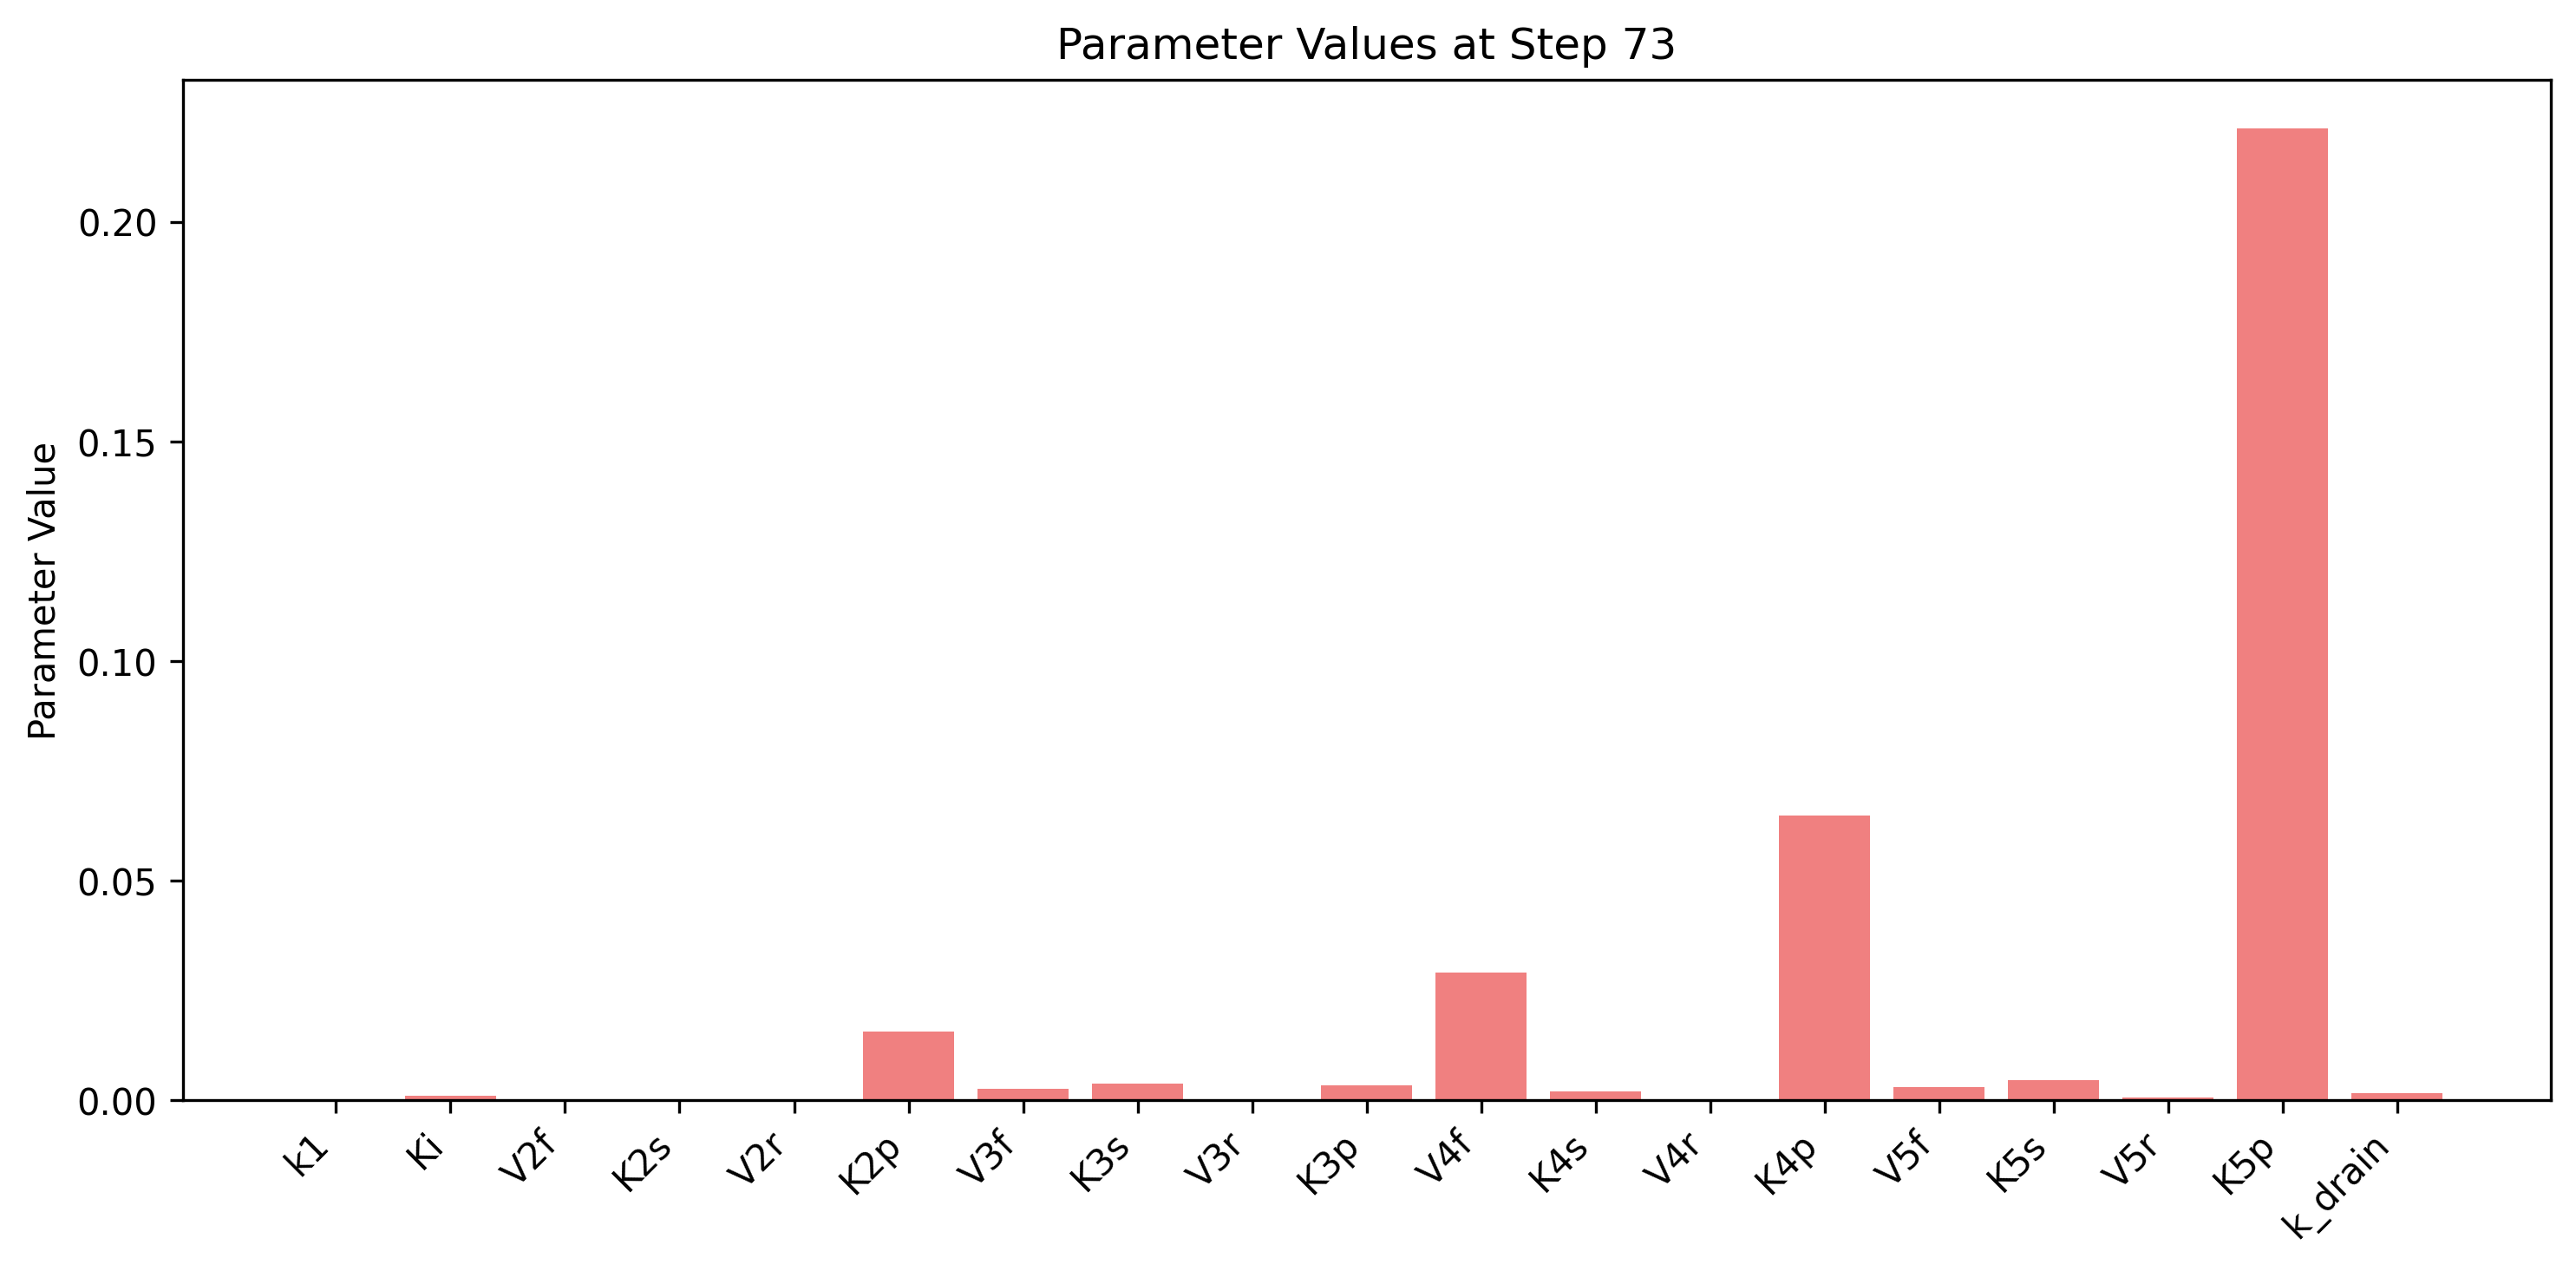 Parameter Values at Step 73
Parameter Value
0.20
0.15
0.10
0.05
0.00
k1
Ki
V2f
K2s
V2r
K2p
V3f
K3s
V3r
K3p
V4f
K4s
V4r
K4p
V5f
K5s
V5r
K5p
k_drain